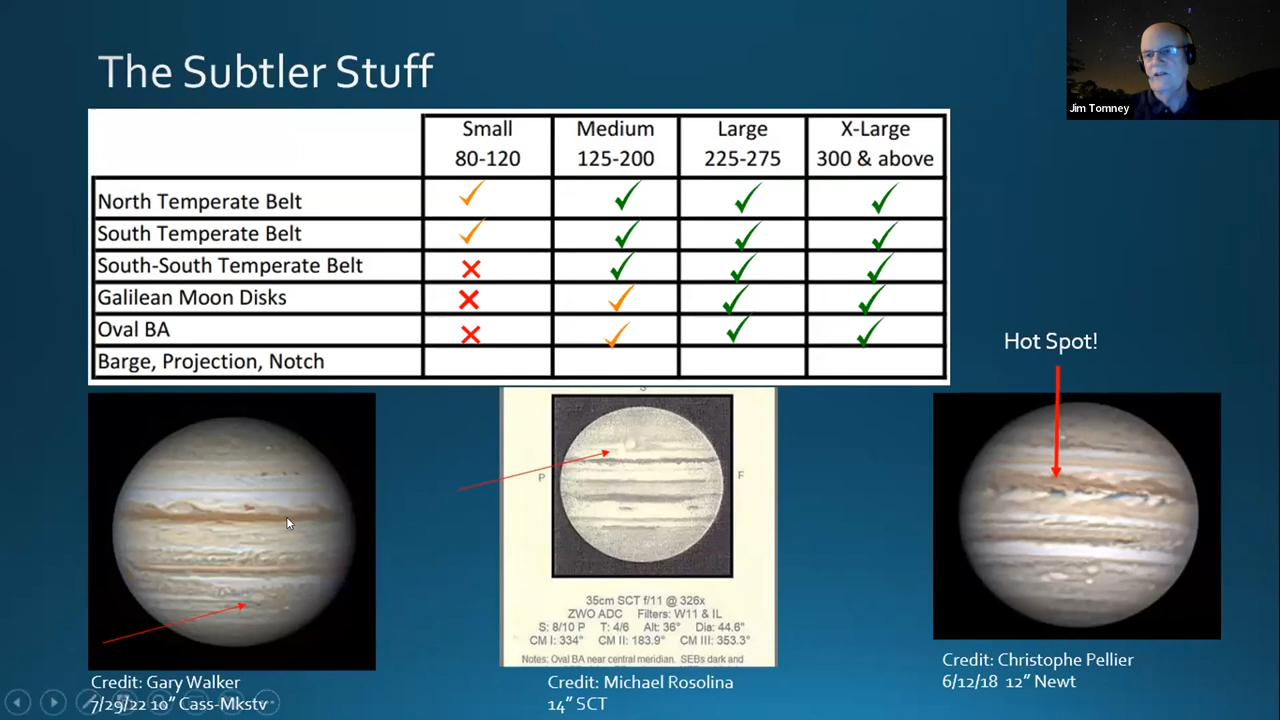 The Subtler Stuff
Jim Tomney
Small Medium Large X-Large
80-120 125-200 225-275 300 & above
North Temperate Belt
South Temperate Belt
South-South Temperate Belt
Galilean Moon Disks
Oval BA
Barge, Projection, Notch
Hot Spot!
P F
35cm SCT f/11 @ 326x
ZWO ADC Filters: W11 & IL
S: 8/10 P T: 4/6 Alt: 36° Dia: 44.6"
CM I: 334° CM II: 183.9° CM III: 353.3°
Notes: Oval BA near central meridian. SEBs dark and
Credit: Gary Walker
7/29/22 10" Cass-Mkstv
Credit: Michael Rosolina
14" SCT
Credit: Christophe Pellier
6/12/18 12" Newt